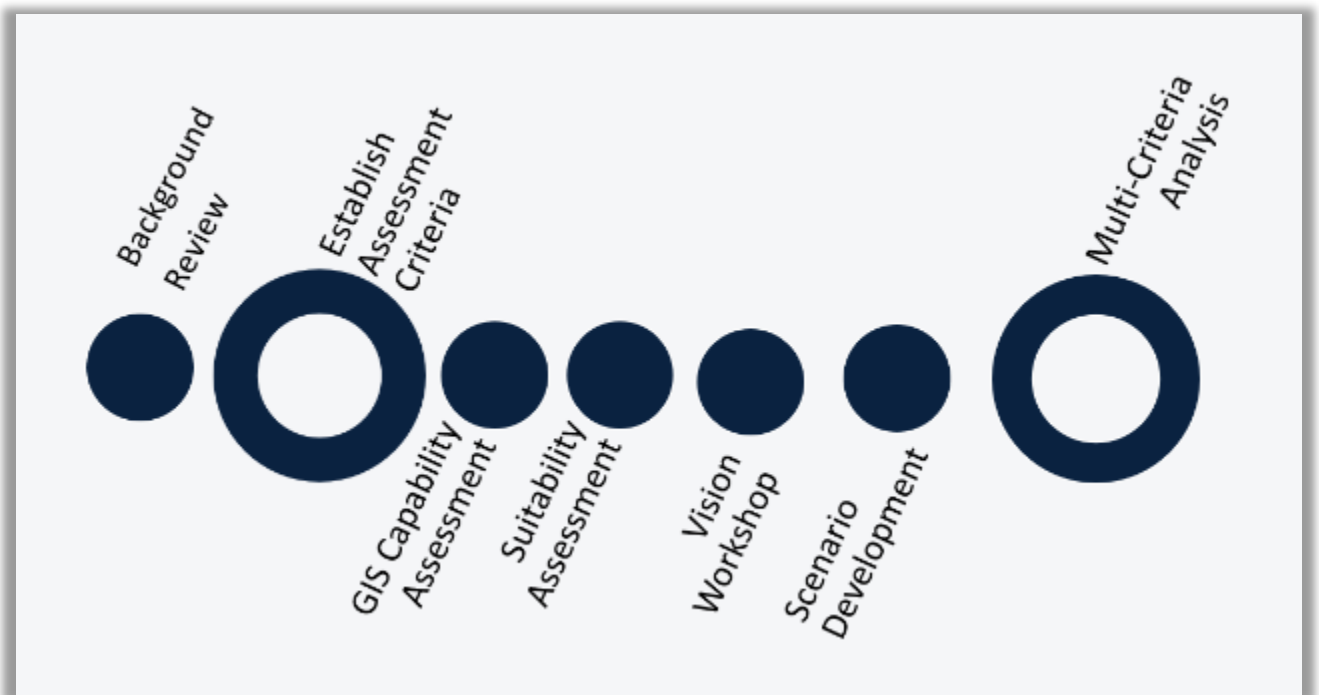 Background
Review
Establish
Assessment
Criteria
GIS Capability
Assessment
Suitability
Assessment
Vision
Workshop
Scenario
Development
Multi-Criteria
Analysis